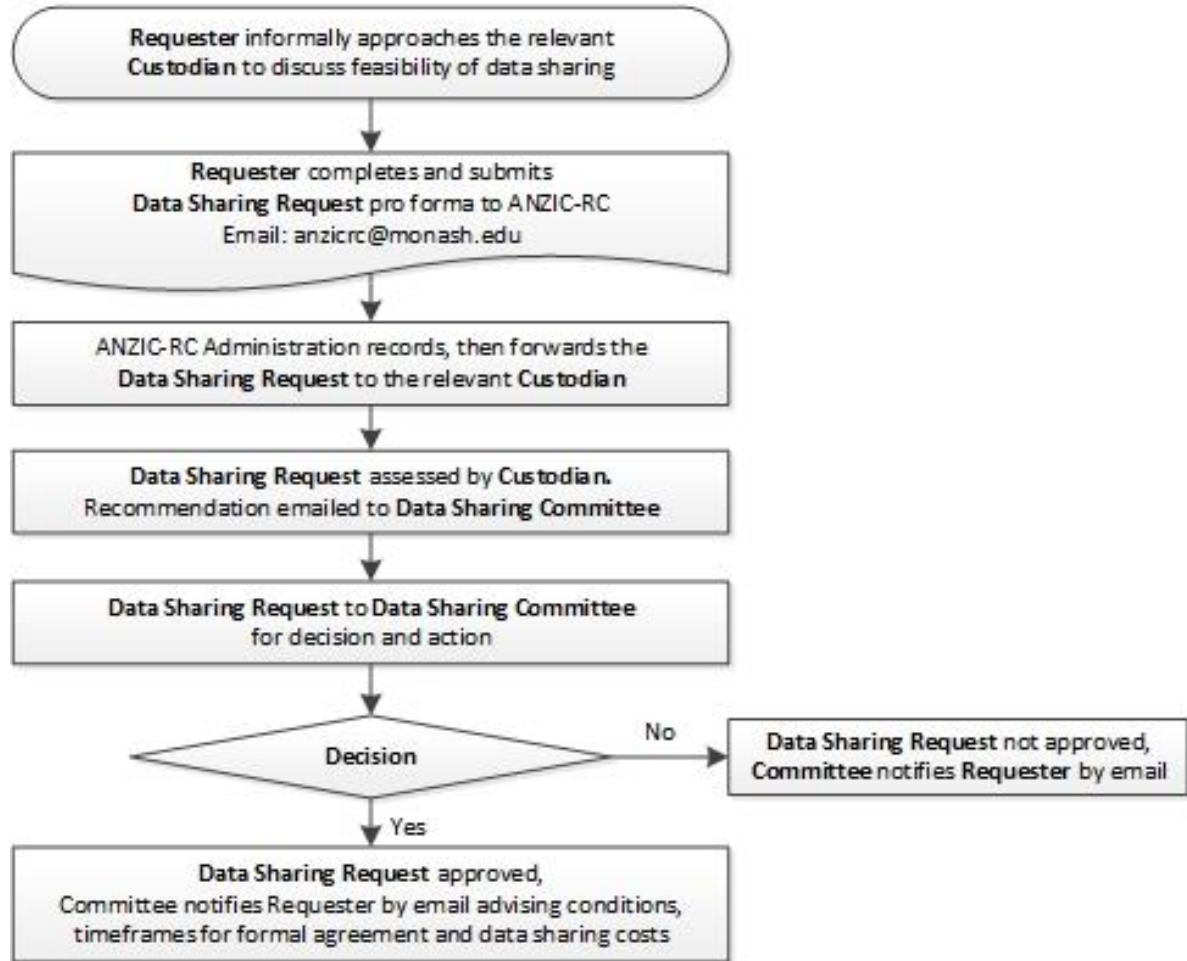 Requester informally approaches the relevant
Custodian to discuss feasibility of data sharing
Requester completes and submits
Data Sharing Request pro forma to ANZIC-RC
Email: anzicrc@monash.edu
ANZIC-RC Administration records, then forwards the
Data Sharing Request to the relevant Custodian
Data Sharing Request assessed by Custodian.
Recommendation emailed to Data Sharing Committee
Data Sharing Request to Data Sharing Committee
for decision and action
Decision
No
Data Sharing Request not approved,
Committee notifies Requester by email
Yes
Data Sharing Request approved,
Committee notifies Requester by email advising conditions,
timeframes for formal agreement and data sharing costs